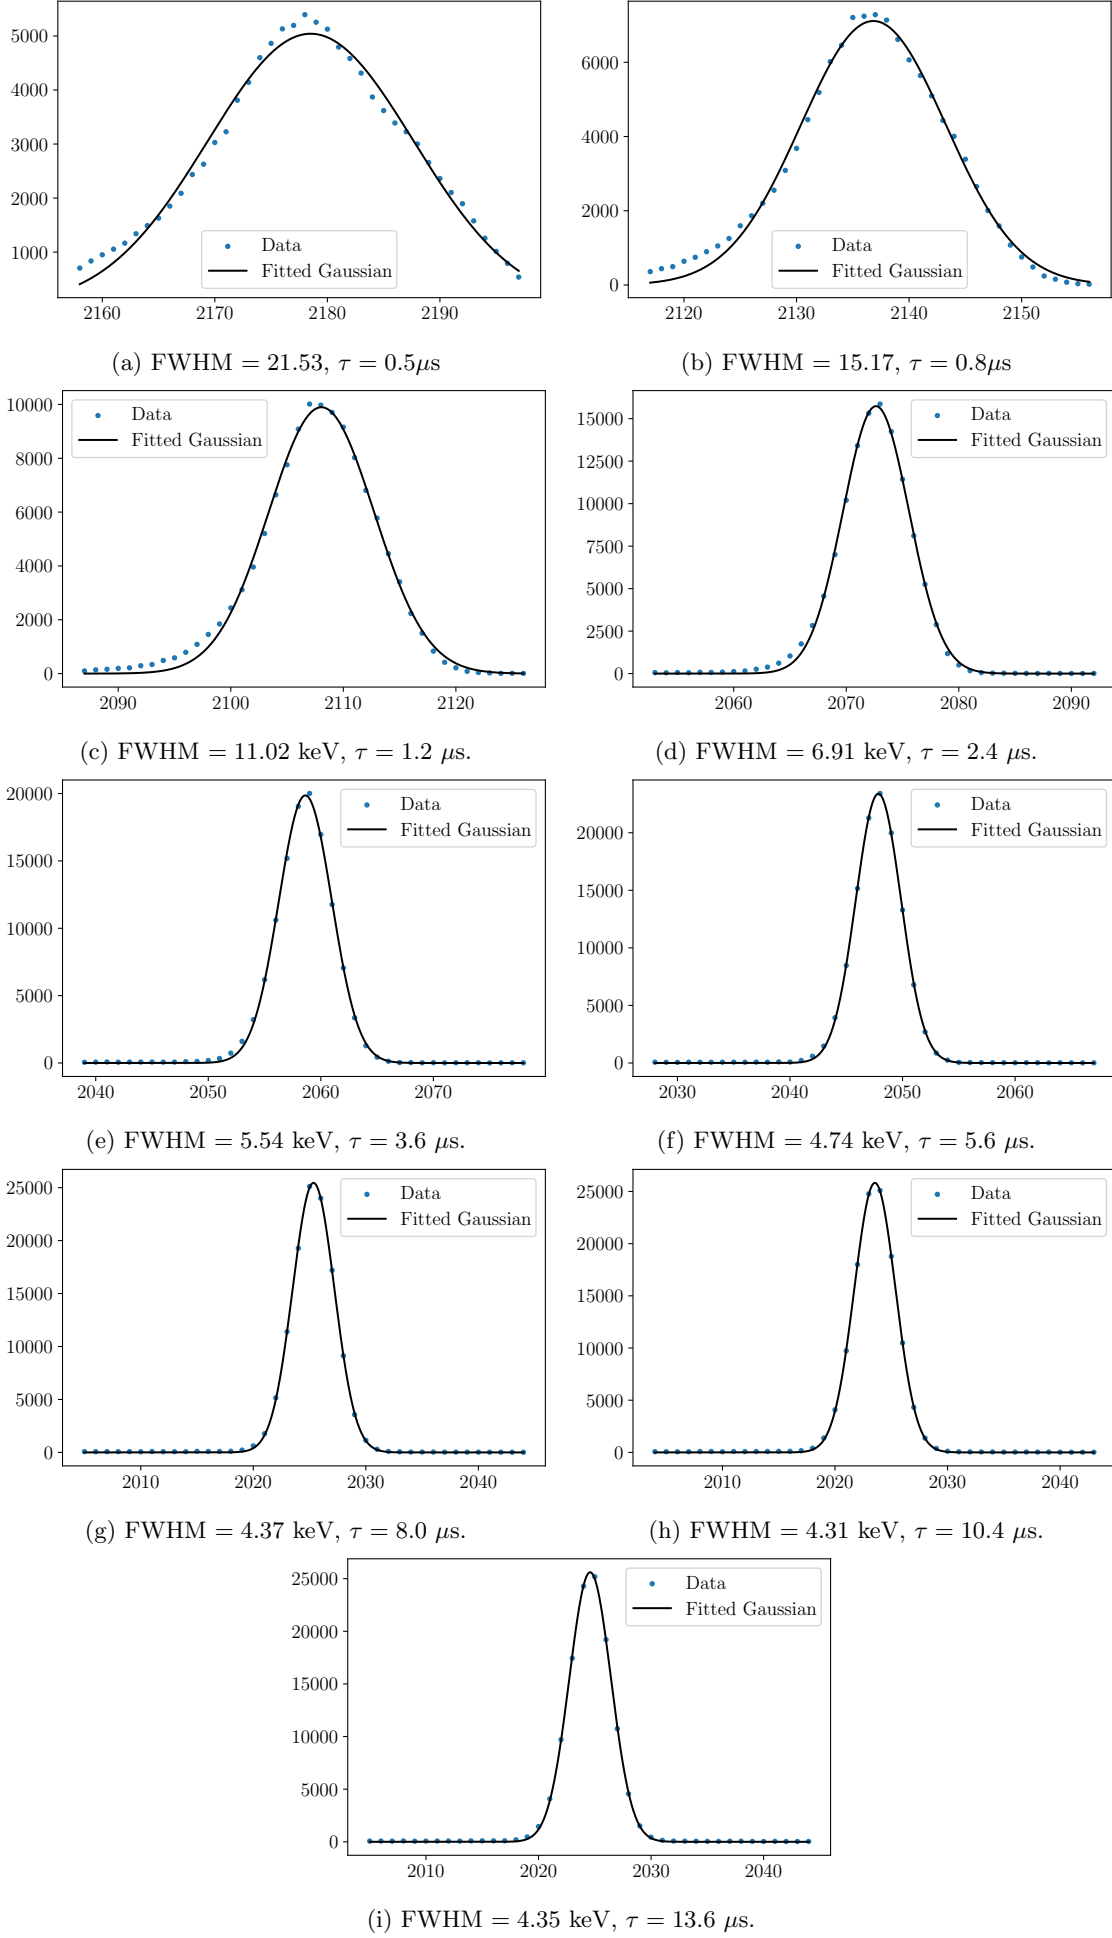 5000
4000
3000
2000
1000
Data
Fitted Gaussian
2160 2170 2180 2190
(a) FWHM = 21.53, τ = 0.5μs
6000
4000
2000
0
Data
Fitted Gaussian
2120 2130 2140 2150
(b) FWHM = 15.17, τ = 0.8μs
10000
8000
6000
4000
2000
0
Data
Fitted Gaussian
2090 2100 2110 2120
(c) FWHM = 11.02 keV, τ = 1.2 μs.
15000
12500
10000
7500
5000
2500
0
Data
Fitted Gaussian
2060 2070 2080 2090
(d) FWHM = 6.91 keV, τ = 2.4 μs.
20000
15000
10000
5000
0
Data
Fitted Gaussian
2040 2050 2060 2070
(e) FWHM = 5.54 keV, τ = 3.6 μs.
20000
15000
10000
5000
0
Data
Fitted Gaussian
2030 2040 2050 2060
(f) FWHM = 4.74 keV, τ = 5.6 μs.
25000
20000
15000
10000
5000
0
Data
Fitted Gaussian
2010 2020 2030 2040
(g) FWHM = 4.37 keV, τ = 8.0 μs.
25000
20000
15000
10000
5000
0
Data
Fitted Gaussian
2010 2020 2030 2040
(h) FWHM = 4.31 keV, τ = 10.4 μs.
25000
20000
15000
10000
5000
0
Data
Fitted Gaussian
2010 2020 2030 2040
(i) FWHM = 4.35 keV, τ = 13.6 μs.